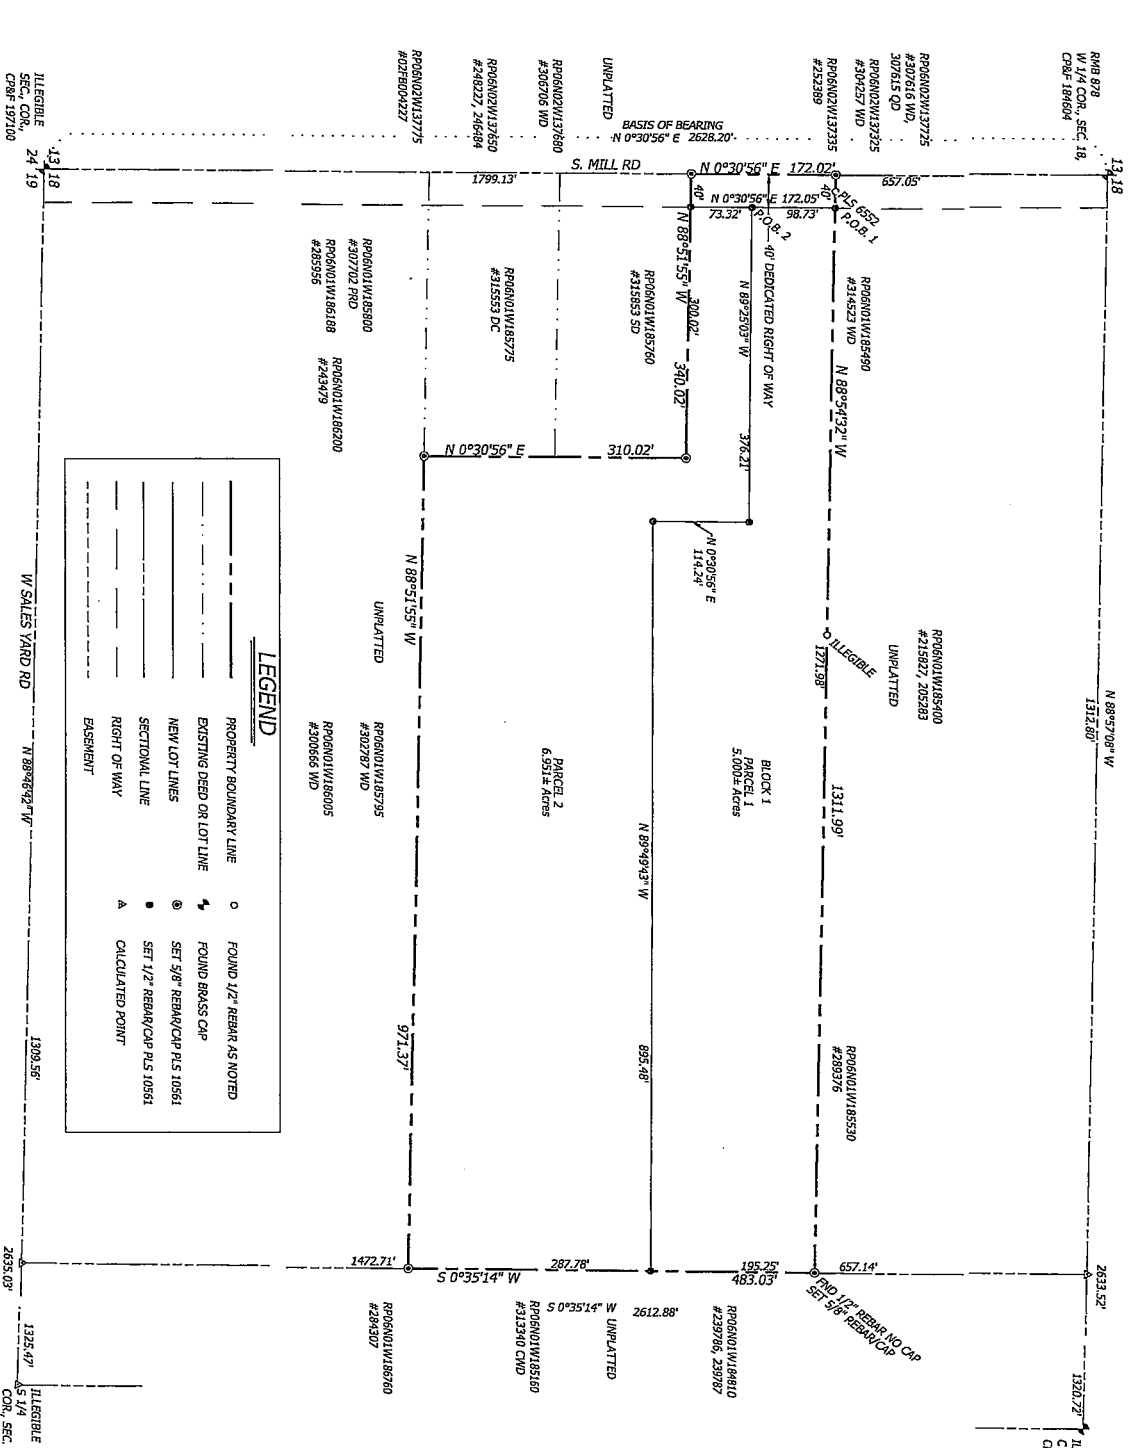 RMB 878
W 1/4 COR., SEC. 18,
CP&F 184604
13 18
RP06N02W137725
#307616 WD,
307615 QD
RP06N02W137325
#304257 WD
RP06N02W137335
#252389
UNPLATTED
RP06N02W137680
#306706 WD
RP06N02W137650
#248227, 246484
RP06N02W137775
#02FB004227
ILLEGIBLE
SEC., COR.,
CP&F 197100
13 18
24 19
BASIS OF BEARING
N 0°30'56" E 2628.20'
S. MILL RD
1799.13'
N 0°30'56" E 172.02'
657.05'
40'
40'
N 0°30'56" E 172.05'
73.32'
98.73'
PLS 6552
P.O.B. 1
P.O.B. 2
40' DEDICATED RIGHT OF WAY
N 88°57'08" W
1312.80'
RP06N01W185490
#314523 WD
N 88°54'32" W
ILLEGIBLE
1271.98'
1311.99'
RP06N01W185400
#215827, 205283
UNPLATTED
RP06N01W185530
#289376
N 89°25'03" W
376.21'
N 0°30'56" E
114.24'
BLOCK 1
PARCEL 1
5.000± Acres
N 88°51'55" W
300.02'
340.02'
RP06N01W185760
#315853 SD
N 89°49'43" W
895.48'
RP06N01W185775
#315553 DC
PARCEL 2
6.951± Acres
N 0°30'56" E
310.02'
N 88°51'55" W
971.37'
RP06N01W185800
#307702 PRD
RP06N01W186188
#285956
RP06N01W186200
#243479
UNPLATTED
RP06N01W185795
#302787 WD
RP06N01W186005
#300666 WD
LEGEND
PROPERTY BOUNDARY LINE
EXISTING DEED OR LOT LINE
NEW LOT LINES
SECTIONAL LINE
RIGHT OF WAY
EASEMENT
FOUND 1/2" REBAR AS NOTED
FOUND BRASS CAP
SET 5/8" REBAR/CAP PLS 10561
SET 1/2" REBAR/CAP PLS 10561
CALCULATED POINT
W SALES YARD RD
N 88°46'42" W
1309.56'
2635.03'
1325.47'
1472.71'
S 0°35'14" W
287.78'
195.25'
483.03'
657.14'
FND 1/2" REBAR NO CAP
SET 5/8" REBAR/CAP
2633.52'
1320.72'
S 0°35'14" W 2612.88'
UNPLATTED
RP06N01W184810
#239786, 239787
RP06N01W185160
#313340 CWD
RP06N01W186760
#284307
ILLEGIBLE
S 1/4
COR., SEC.